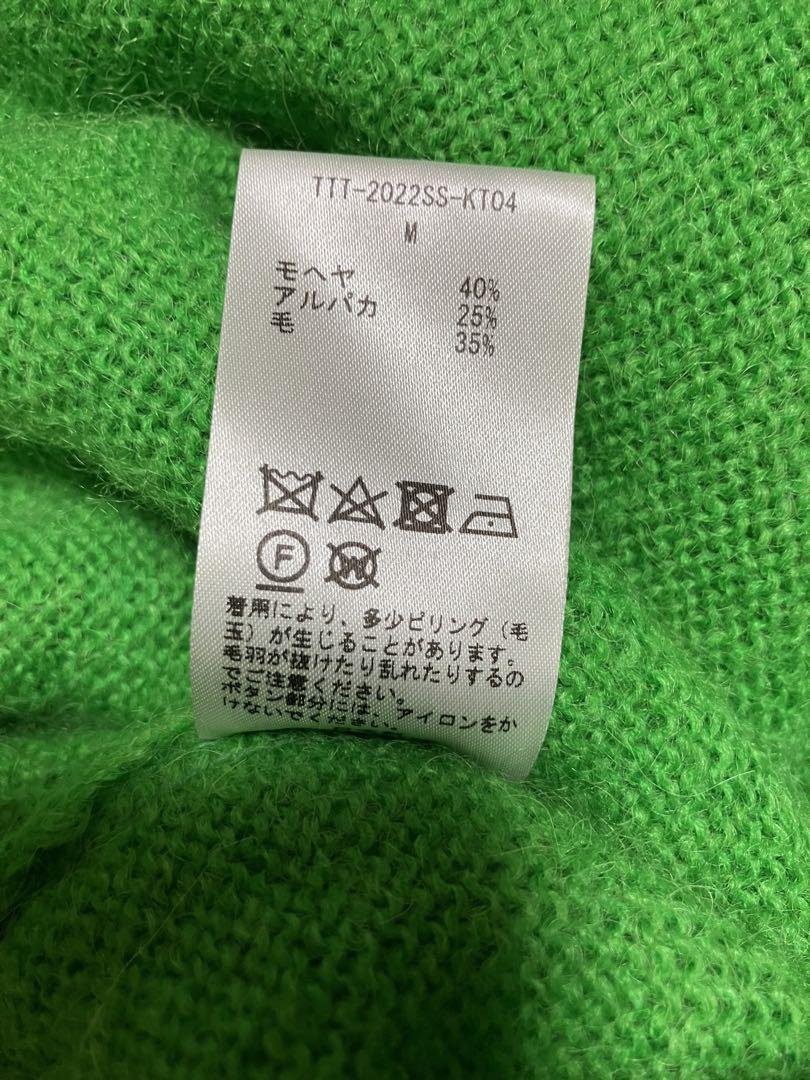 TTT-2022SS-KT04
M
モヘヤ 40%
アルパカ 25%
毛 35%
F
W
着用により、多少ピリング（毛
玉）が生じることがあります。
毛羽が抜けたり乱れたりするの
でご注意ください。
ボタン部分には、アイロンをか
けないでください。